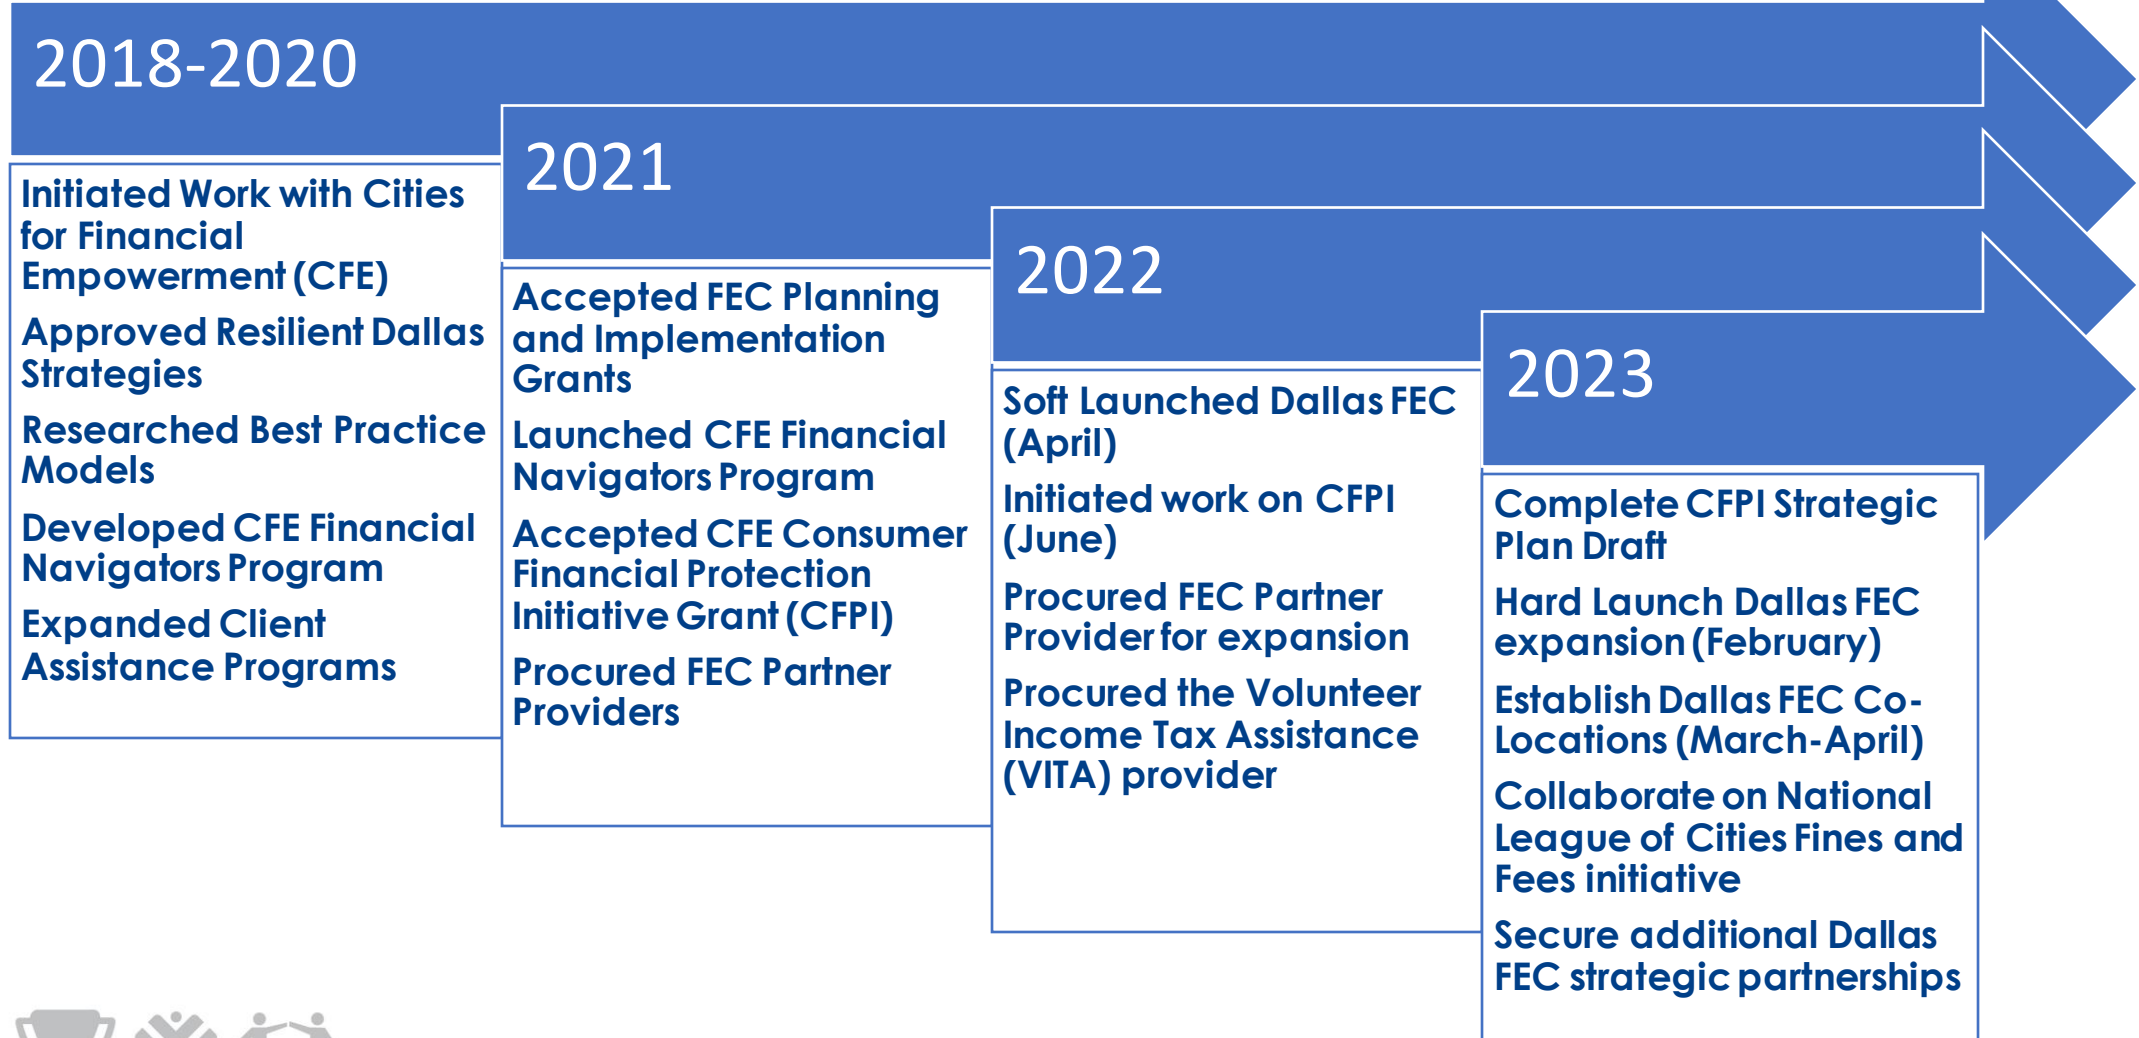 2018-2020
Initiated Work with Cities
for Financial
Empowerment (CFE)
Approved Resilient Dallas
Strategies
Researched Best Practice
Models
Developed CFE Financial
Navigators Program
Expanded Client
Assistance Programs
2021
Accepted FEC Planning
and Implementation
Grants
Launched CFE Financial
Navigators Program
Accepted CFE Consumer
Financial Protection
Initiative Grant (CFPI)
Procured FEC Partner
Providers
2022
Soft Launched Dallas FEC
(April)
Initiated work on CFPI
(June)
Procured FEC Partner
Provider for expansion
Procured the Volunteer
Income Tax Assistance
(VITA) provider
2023
Complete CFPI Strategic
Plan Draft
Hard Launch Dallas FEC
expansion (February)
Establish Dallas FEC Co-
Locations (March-April)
Collaborate on National
League of Cities Fines and
Fees initiative
Secure additional Dallas
FEC strategic partnerships